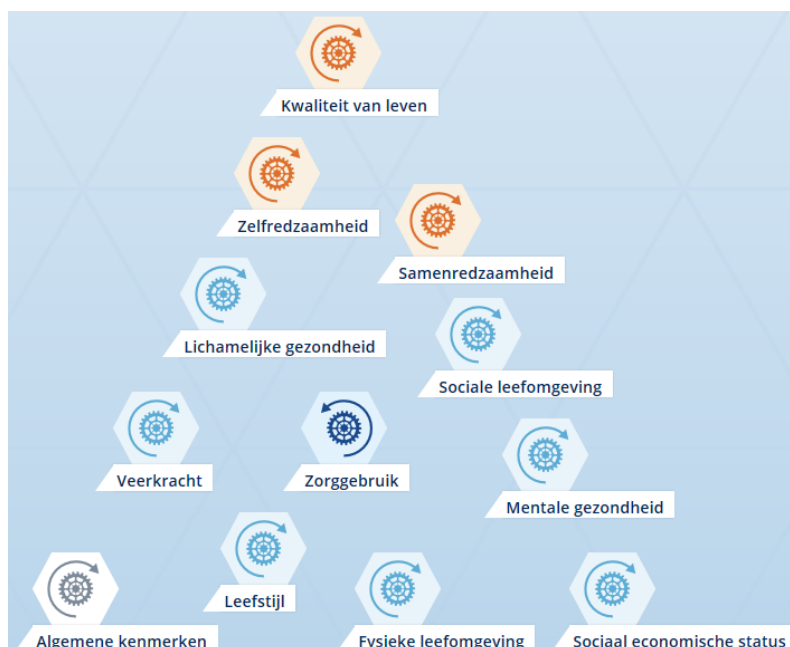 Kwaliteit van leven
Zelfredzaamheid
Samenredzaamheid
Lichamelijke gezondheid
Sociale leefomgeving
Veerkracht
Zorggebruik
Mentale gezondheid
Leefstijl
Algemene kenmerken
Fysieke leefomgeving
Sociaal economische status